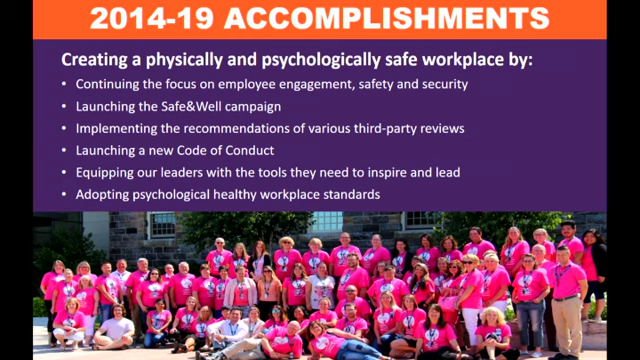 2014-19 ACCOMPLISHMENTS
Creating a physically and psychologically safe workplace by:
• Continuing the focus on employee engagement, safety and security
• Launching the Safe&Well campaign
• Implementing the recommendations of various third-party reviews
• Launching a new Code of Conduct
• Equipping our leaders with the tools they need to inspire and lead
• Adopting psychological healthy workplace standards